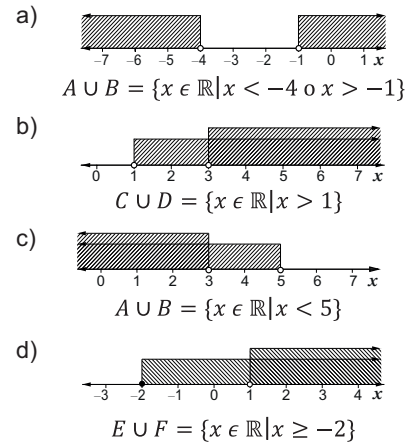 a)
−7 −6 −5 −4 −3 −2 −1 0 1 x
A ∪ B = {x ϵ ℝ|x < −4 o x > −1}
b)
0 1 2 3 4 5 6 7 x
C ∪ D = {x ϵ ℝ|x > 1}
c)
0 1 2 3 4 5 6 7 x
A ∪ B = {x ϵ ℝ|x < 5}
d)
−3 −2 −1 0 1 2 3 4 x
E ∪ F = {x ϵ ℝ|x ≥ −2}